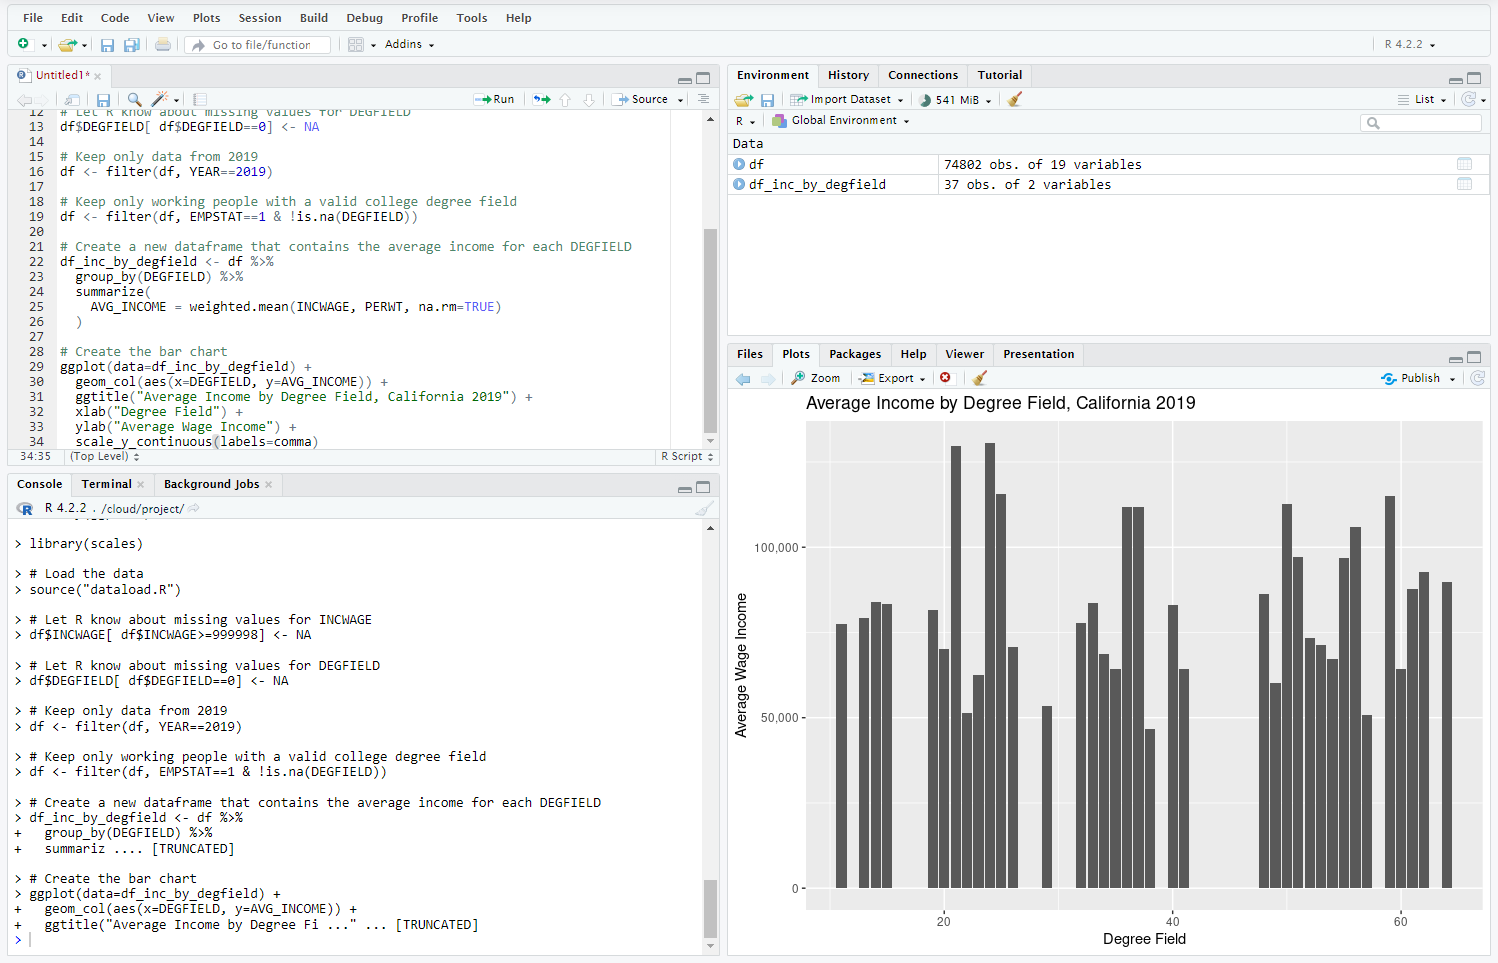 File Edit Code View Plots Session Build Debug Profile Tools Help
Go to file/function Addins R 4.2.2
Untitled1*
Run Source
12 # Let R know about missing values for DEGFIELD
13 df$DEGFIELD[ df$DEGFIELD==0] <- NA
14
15 # Keep only data from 2019
16 df <- filter(df, YEAR==2019)
17
18 # Keep only working people with a valid college degree field
19 df <- filter(df, EMPSTAT==1 & !is.na(DEGFIELD))
20
21 # Create a new dataframe that contains the average income for each DEGFIELD
22 df_inc_by_degfield <- df %>%
23   group_by(DEGFIELD) %>%
24   summarize(
25     AVG_INCOME = weighted.mean(INCWAGE, PERWT, na.rm=TRUE)
26   )
27
28 # Create the bar chart
29 ggplot(data=df_inc_by_degfield) +
30   geom_col(aes(x=DEGFIELD, y=AVG_INCOME)) +
31   ggtitle("Average Income by Degree Field, California 2019") +
32   xlab("Degree Field") +
33   ylab("Average Wage Income") +
34   scale_y_continuous(labels=comma)
34:35 (Top Level) R Script
Console Terminal Background Jobs
R 4.2.2 . /cloud/project/
> library(scales)
> # Load the data
> source("dataload.R")
> # Let R know about missing values for INCWAGE
> df$INCWAGE[ df$INCWAGE>=999998] <- NA
> # Let R know about missing values for DEGFIELD
> df$DEGFIELD[ df$DEGFIELD==0] <- NA
> # Keep only data from 2019
> df <- filter(df, YEAR==2019)
> # Keep only working people with a valid college degree field
> df <- filter(df, EMPSTAT==1 & !is.na(DEGFIELD))
> # Create a new dataframe that contains the average income for each DEGFIELD
> df_inc_by_degfield <- df %>%
+   group_by(DEGFIELD) %>%
+   summariz .... [TRUNCATED]
> # Create the bar chart
> ggplot(data=df_inc_by_degfield) +
+   geom_col(aes(x=DEGFIELD, y=AVG_INCOME)) +
+   ggtitle("Average Income by Degree Fi ..." ... [TRUNCATED]
>
Environment History Connections Tutorial
Import Dataset 541 MiB List
R Global Environment
Data
df 74802 obs. of 19 variables
df_inc_by_degfield 37 obs. of 2 variables
Files Plots Packages Help Viewer Presentation
Zoom Export Publish
Average Income by Degree Field, California 2019
100,000
50,000
0
Average Wage Income
20 40 60
Degree Field